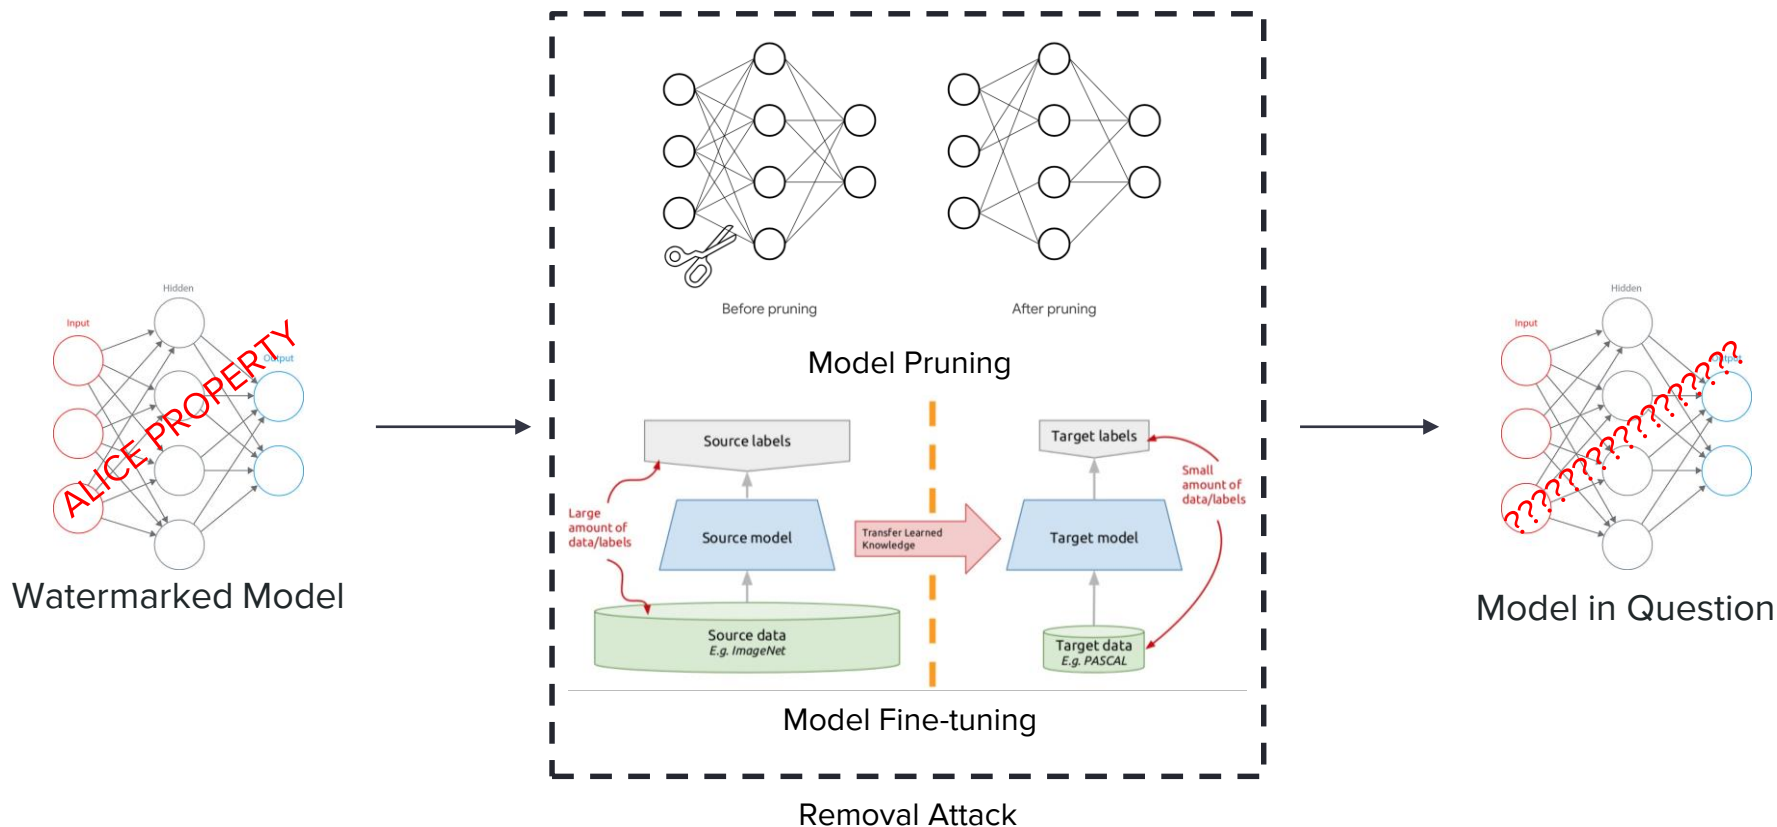 Hidden
Input
Output
ALICE PROPERTY
Watermarked Model
Before pruning
After pruning
Model Pruning
Source labels
Large
amount of
data/labels
Source model
Source data
E.g. ImageNet
Transfer Learned
Knowledge
Target labels
Small
amount of
data/labels
Target model
Target data
E.g. PASCAL
Model Fine-tuning
Removal Attack
Hidden
Input
Output
?????????????????
Model in Question